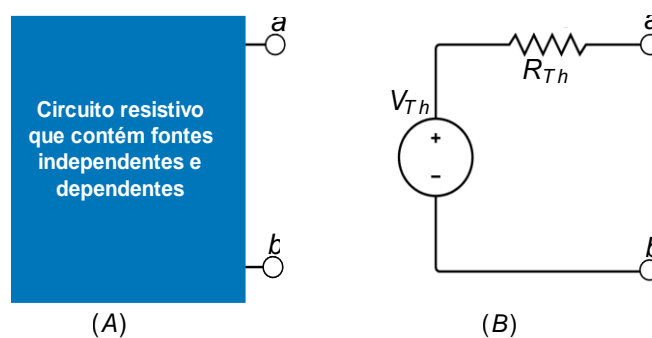 a
Circuito resistivo
que contém fontes
independentes e
dependentes
b
(A)
a
R_Th
V_Th
+
−
b
(B)